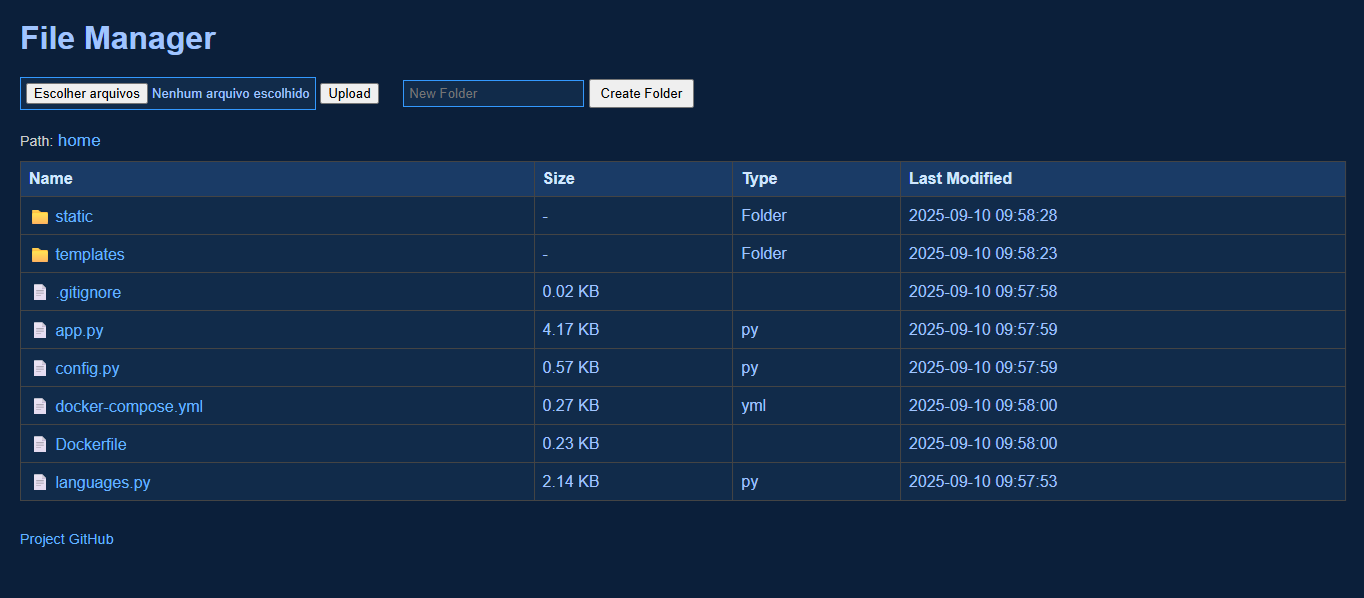 File Manager
Escolher arquivos Nenhum arquivo escolhido Upload New Folder Create Folder
Path: home
Name Size Type Last Modified
static - Folder 2025-09-10 09:58:28
templates - Folder 2025-09-10 09:58:23
.gitignore 0.02 KB 2025-09-10 09:57:58
app.py 4.17 KB py 2025-09-10 09:57:59
config.py 0.57 KB py 2025-09-10 09:57:59
docker-compose.yml 0.27 KB yml 2025-09-10 09:58:00
Dockerfile 0.23 KB 2025-09-10 09:58:00
languages.py 2.14 KB py 2025-09-10 09:57:53
Project GitHub